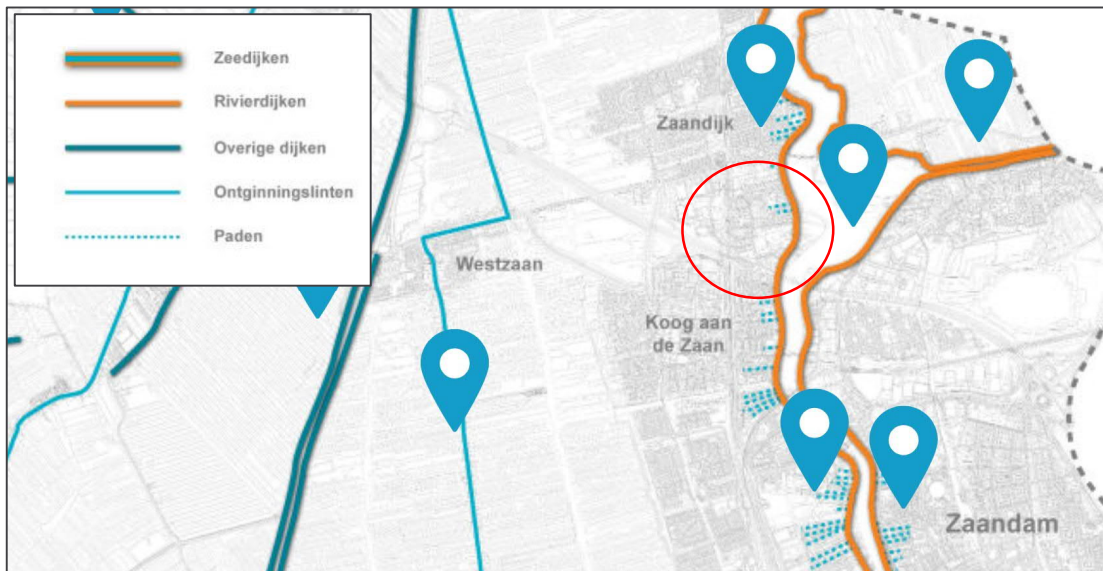 Zeedijken
Rivierdijken
Overige dijken
Ontginningslinten
Paden
Zaandijk
Westzaan
Koog aan
de Zaan
Zaandam